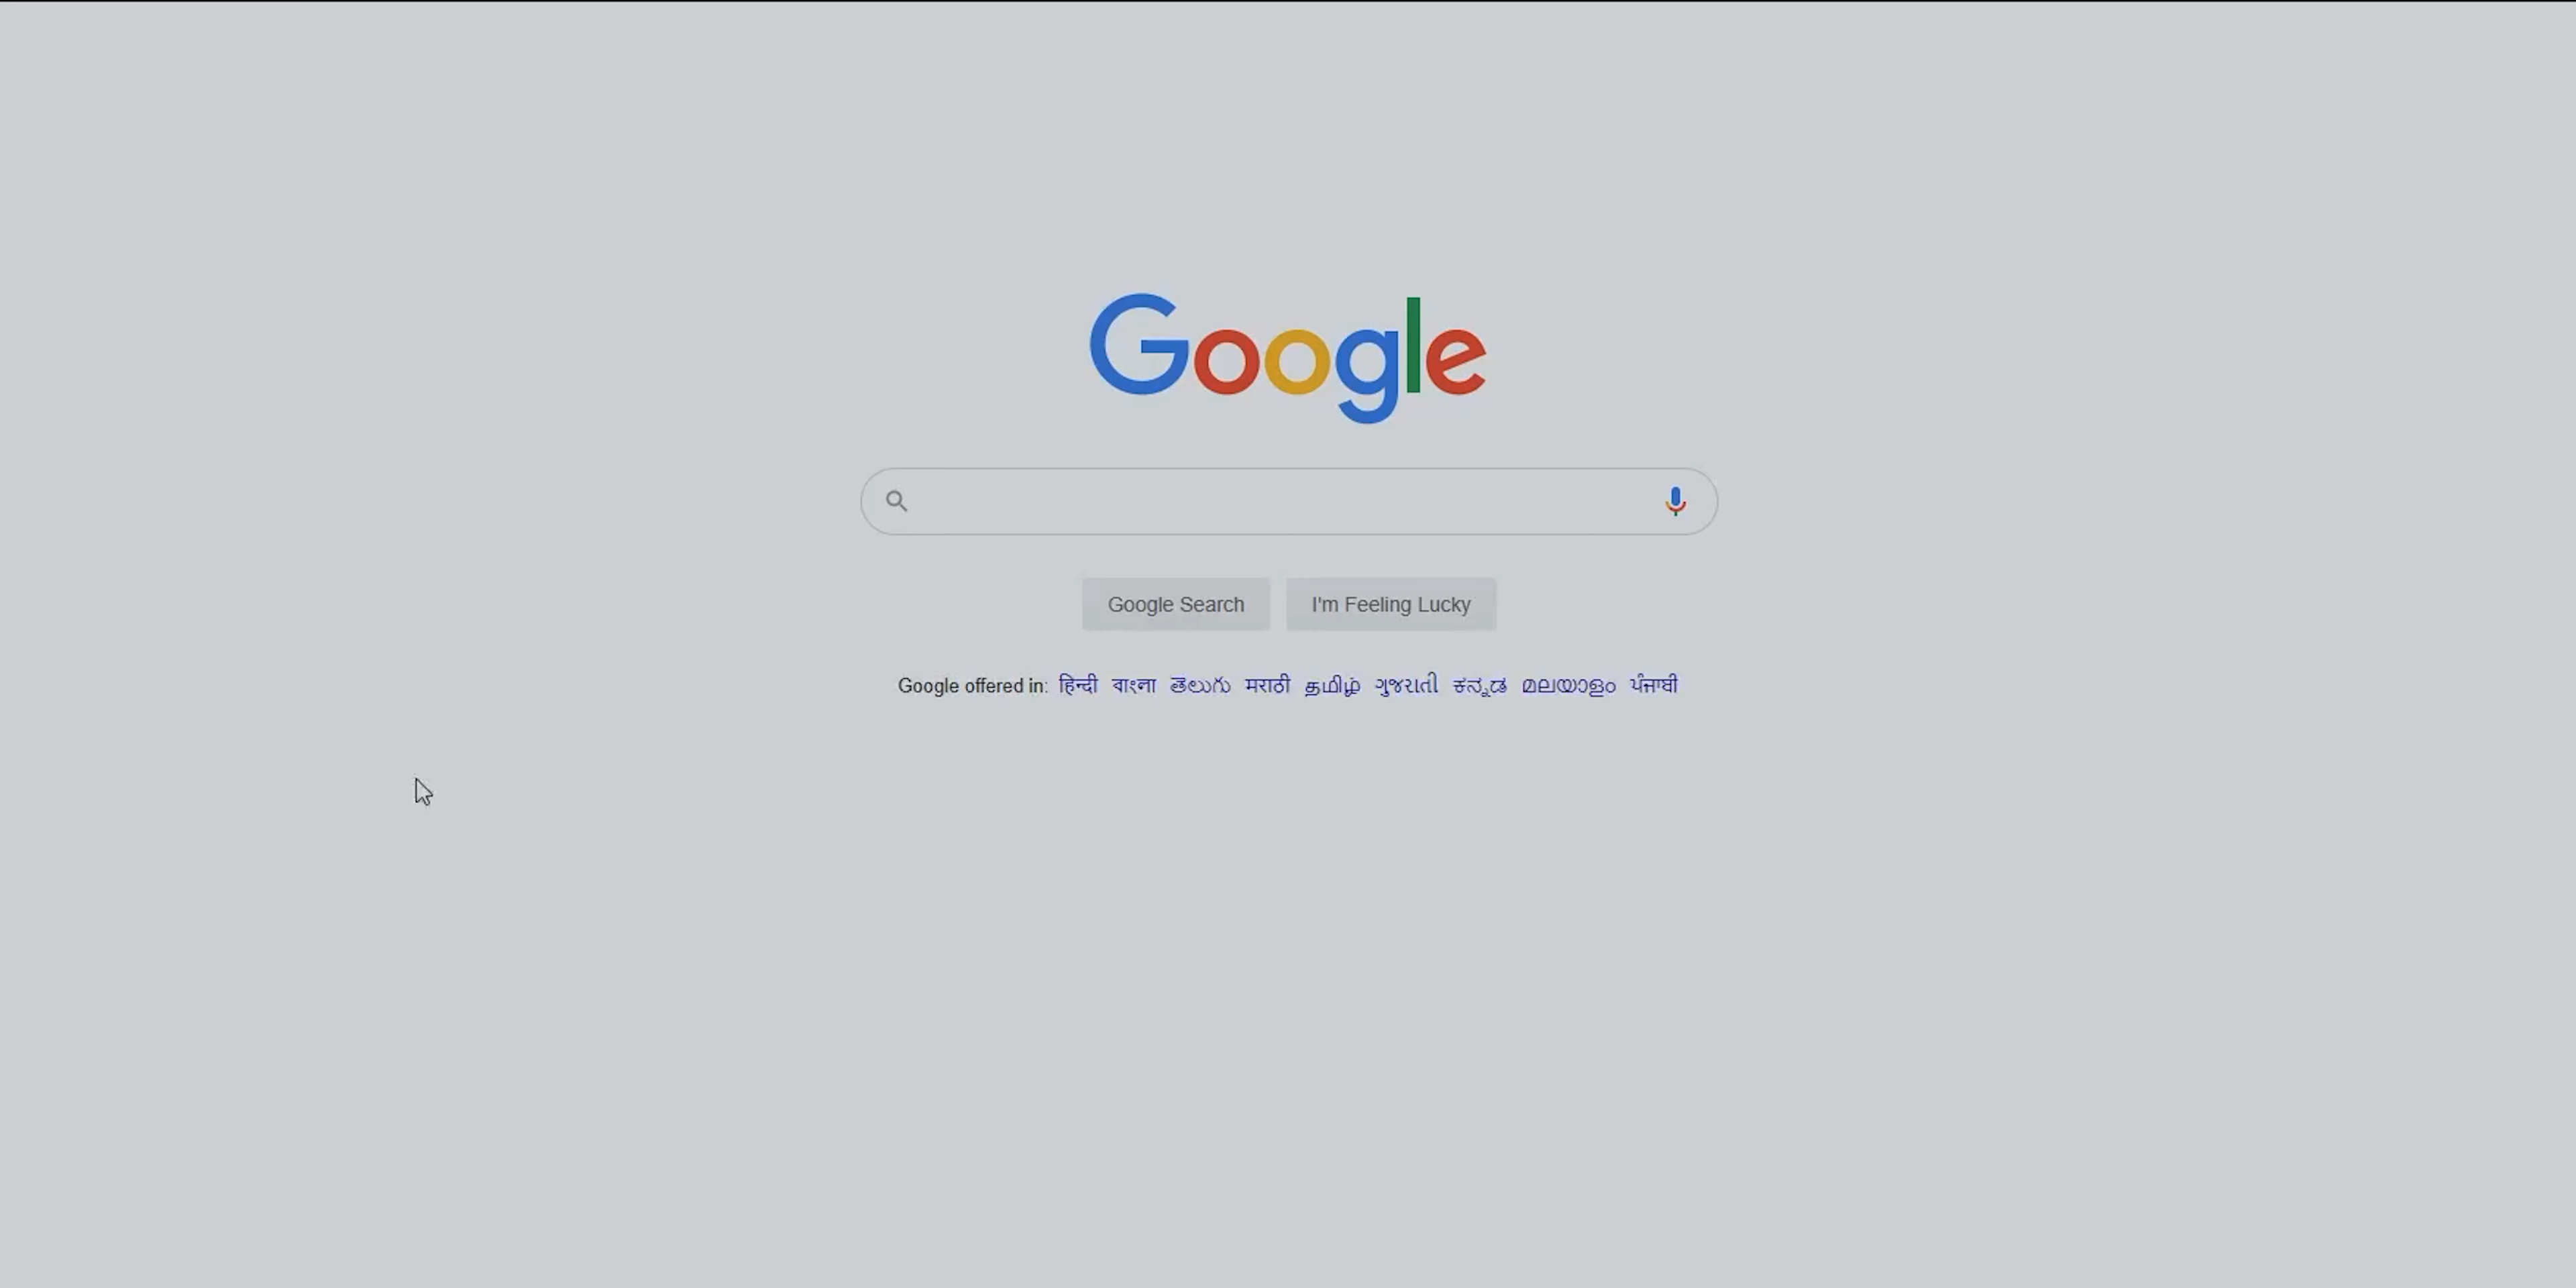 Google
Google Search I'm Feeling Lucky
Google offered in: हिन्दी বাংলা తెలుగు मराठी தமிழ் ગુજરાતી ಕನ್ನಡ മലയാളം ਪੰਜਾਬੀ